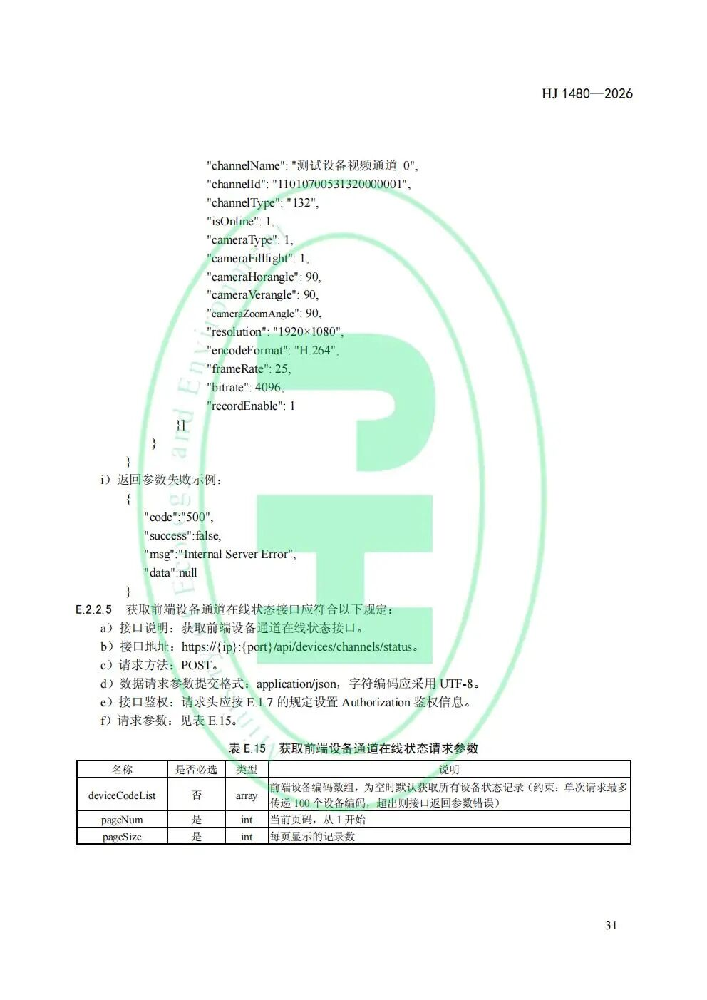 HJ 1480—2026
"channelName": "测试设备视频通道_0",
"channelId": "11010700531320000001",
"channelType": "132",
"isOnline": 1,
"cameraType": 1,
"cameraFilllight": 1,
"cameraHorangle": 90,
"cameraVerangle": 90,
"cameraZoomAngle": 90,
"resolution": "1920×1080",
"encodeFormat": "H.264",
"frameRate": 25,
"bitrate": 4096,
"recordEnable": 1
}]
}
}
i）返回参数失败示例：
{
"code":"500",
"success":false,
"msg":"Internal Server Error",
"data":null
}
E.2.2.5 获取前端设备通道在线状态接口应符合以下规定：
a）接口说明：获取前端设备通道在线状态接口。
b）接口地址：https://{ip}:{port}/api/devices/channels/status。
c）请求方法：POST。
d）数据请求参数提交格式：application/json，字符编码应采用 UTF-8。
e）接口鉴权：请求头应按 E.1.7 的规定设置 Authorization 鉴权信息。
f）请求参数：见表 E.15。
表 E.15 获取前端设备通道在线状态请求参数
名称 是否必选 类型 说明
deviceCodeList 否 array 前端设备编码数组，为空时默认获取所有设备状态记录（约束：单次请求最多
传递 100 个设备编码，超出则接口返回参数错误）
pageNum 是 int 当前页码，从 1 开始
pageSize 是 int 每页显示的记录数
31
Ministry of Ecology and Environment